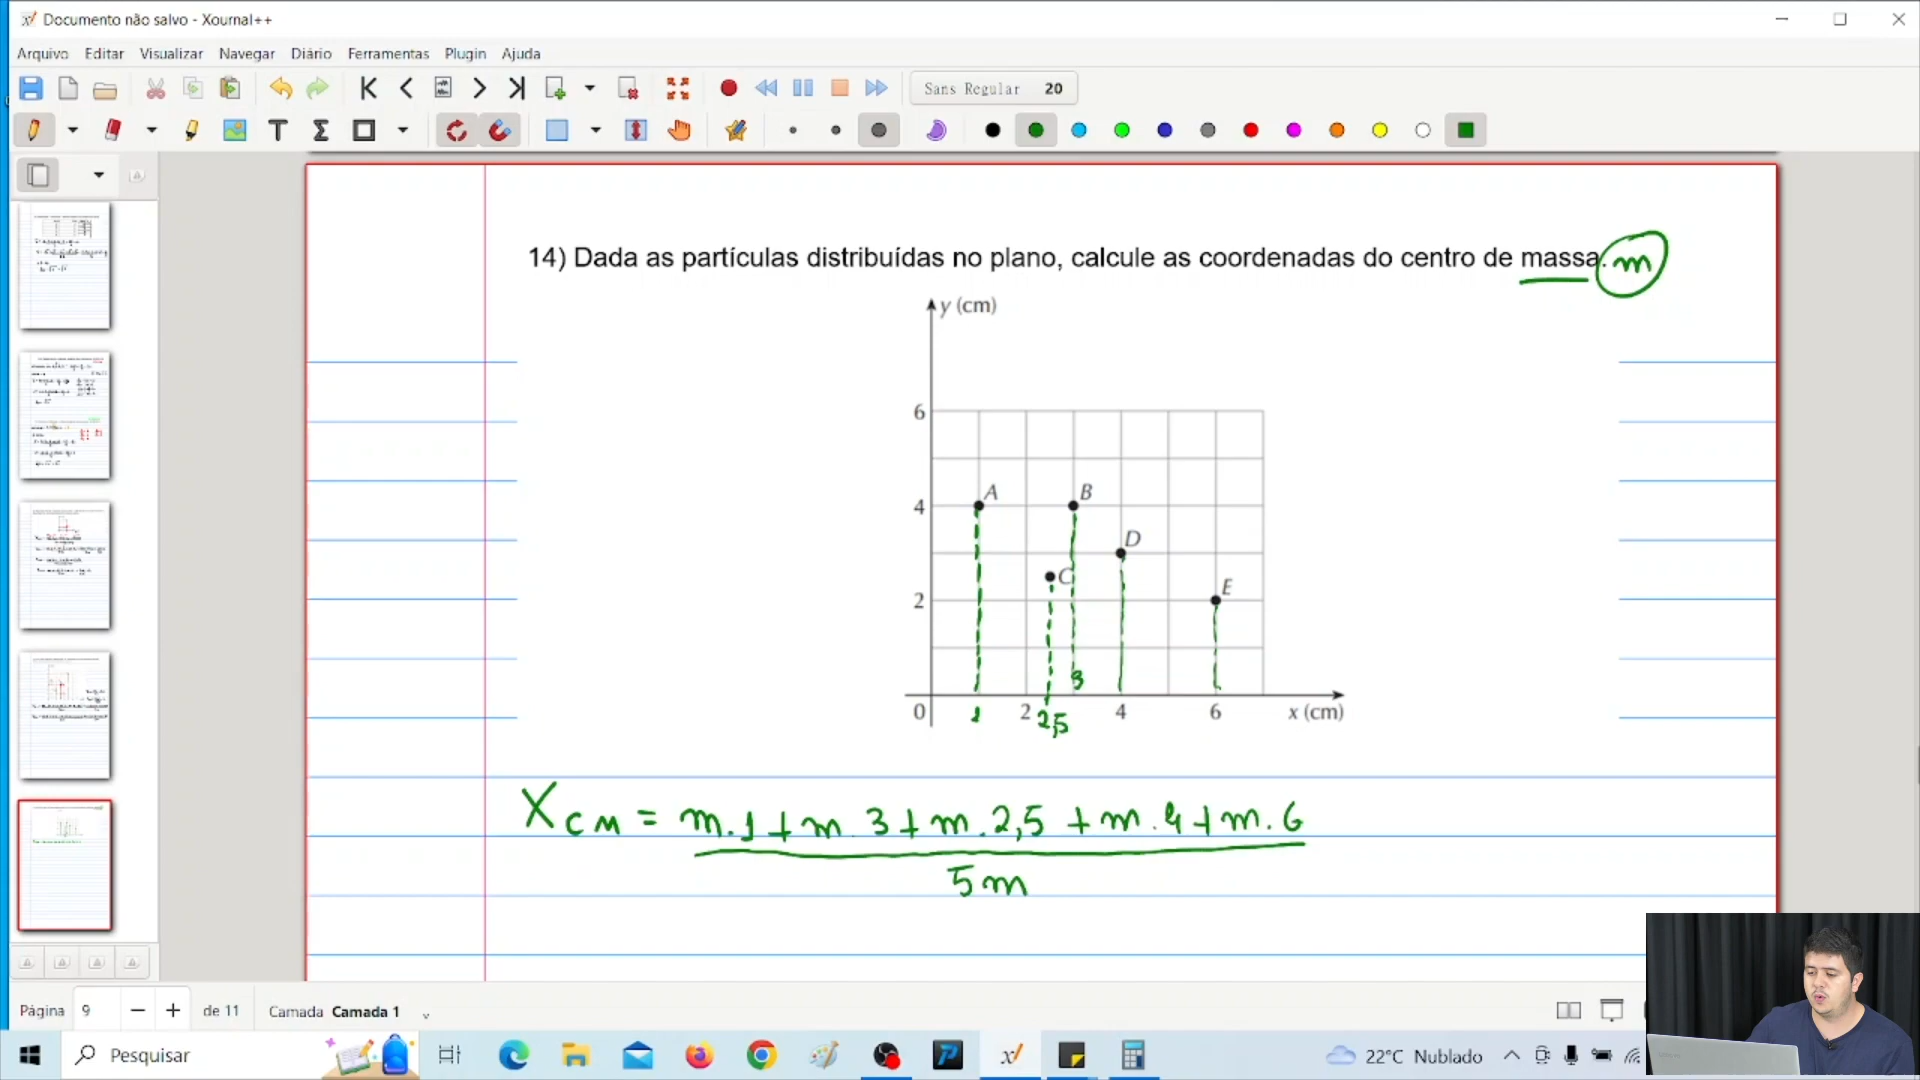 Documento não salvo - Xournal++
Arquivo Editar Visualizar Navegar Diário Ferramentas Plugin Ajuda
Sans Regular 20
14) Dada as partículas distribuídas no plano, calcule as coordenadas do centro de massa. m
y (cm)
6
A B
4
D
C
E
2
3
0 1 2 2,5 4 6 x (cm)
XCM = m.1 + m.3 + m.2,5 + m.4 + m.6
5m
Página 9 de 11 Camada Camada 1
Pesquisar 22°C Nublado